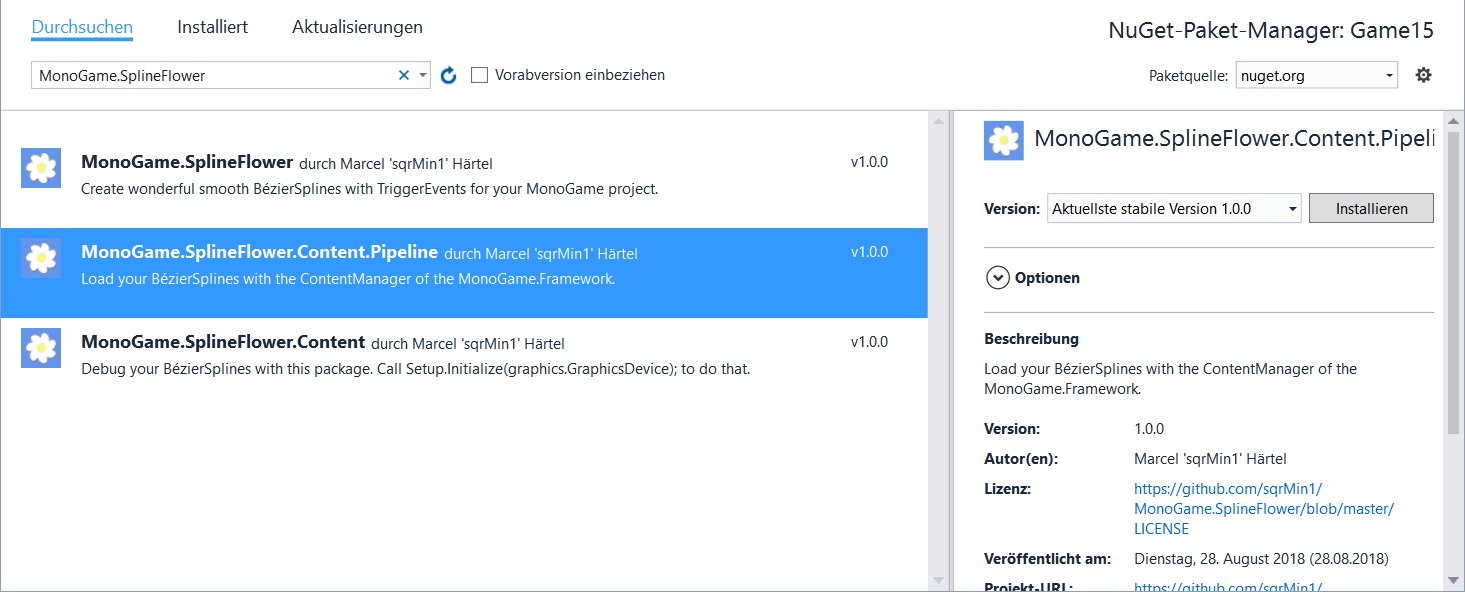 Durchsuchen Installiert Aktualisierungen
NuGet-Paket-Manager: Game15
MonoGame.SplineFlower
Vorabversion einbeziehen
Paketquelle: nuget.org
MonoGame.SplineFlower durch Marcel 'sqrMin1' Härtel v1.0.0
Create wonderful smooth BézierSplines with TriggerEvents for your MonoGame project.
MonoGame.SplineFlower.Content.Pipeline durch Marcel 'sqrMin1' Härtel v1.0.0
Load your BézierSplines with the ContentManager of the MonoGame.Framework.
MonoGame.SplineFlower.Content durch Marcel 'sqrMin1' Härtel v1.0.0
Debug your BézierSplines with this package. Call Setup.Initialize(graphics.GraphicsDevice); to do that.
MonoGame.SplineFlower.Content.Pipeli
Version: Aktuellste stabile Version 1.0.0 Installieren
Optionen
Beschreibung
Load your BézierSplines with the ContentManager of the
MonoGame.Framework.
Version: 1.0.0
Autor(en): Marcel 'sqrMin1' Härtel
Lizenz: https://github.com/sqrMin1/
MonoGame.SplineFlower/blob/master/
LICENSE
Veröffentlicht am: Dienstag, 28. August 2018 (28.08.2018)
Projekt-URL: https://github.com/sqrMin1/